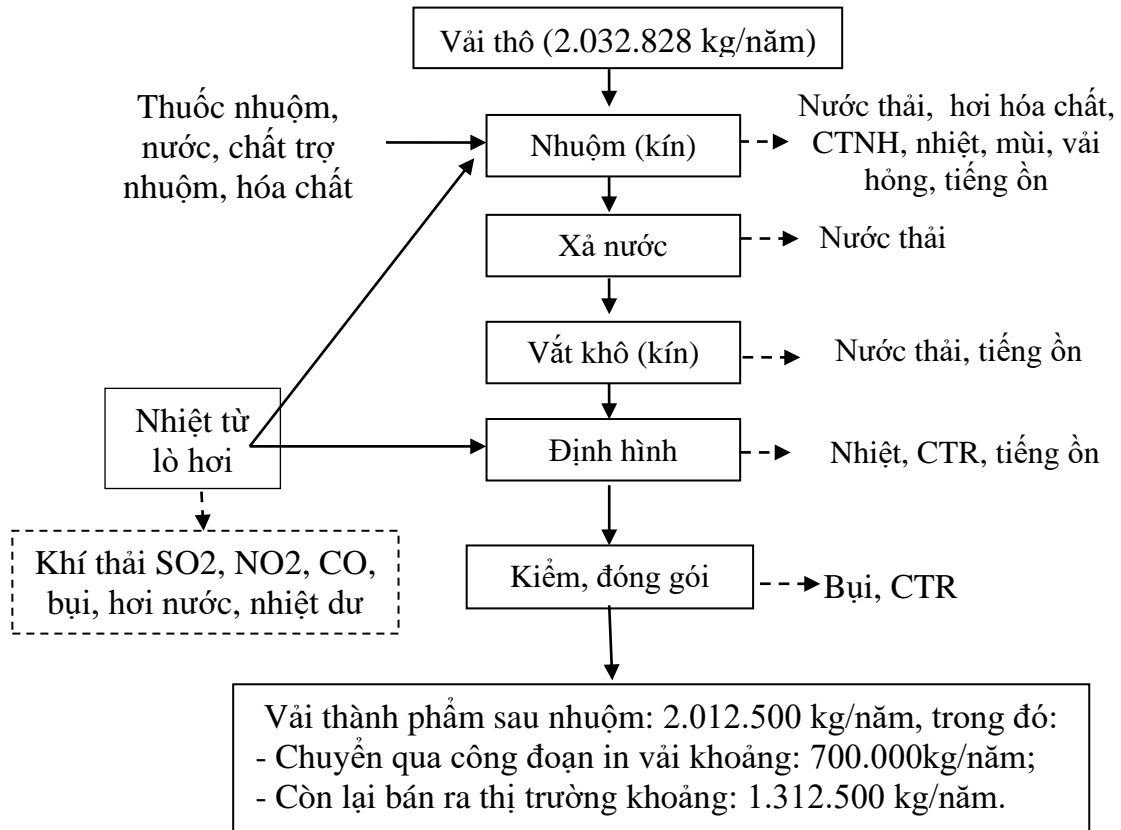 Vải thô (2.032.828 kg/năm)
Thuốc nhuộm,
nước, chất trợ
nhuộm, hóa chất
Nhuộm (kín)
Nước thải, hơi hóa chất,
CTNH, nhiệt, mùi, vải
hỏng, tiếng ồn
Xả nước
Nước thải
Vắt khô (kín)
Nước thải, tiếng ồn
Nhiệt từ
lò hơi
Định hình
Nhiệt, CTR, tiếng ồn
Khí thải SO2, NO2, CO,
bụi, hơi nước, nhiệt dư
Kiểm, đóng gói
Bụi, CTR
Vải thành phẩm sau nhuộm: 2.012.500 kg/năm, trong đó:
- Chuyển qua công đoạn in vải khoảng: 700.000kg/năm;
- Còn lại bán ra thị trường khoảng: 1.312.500 kg/năm.